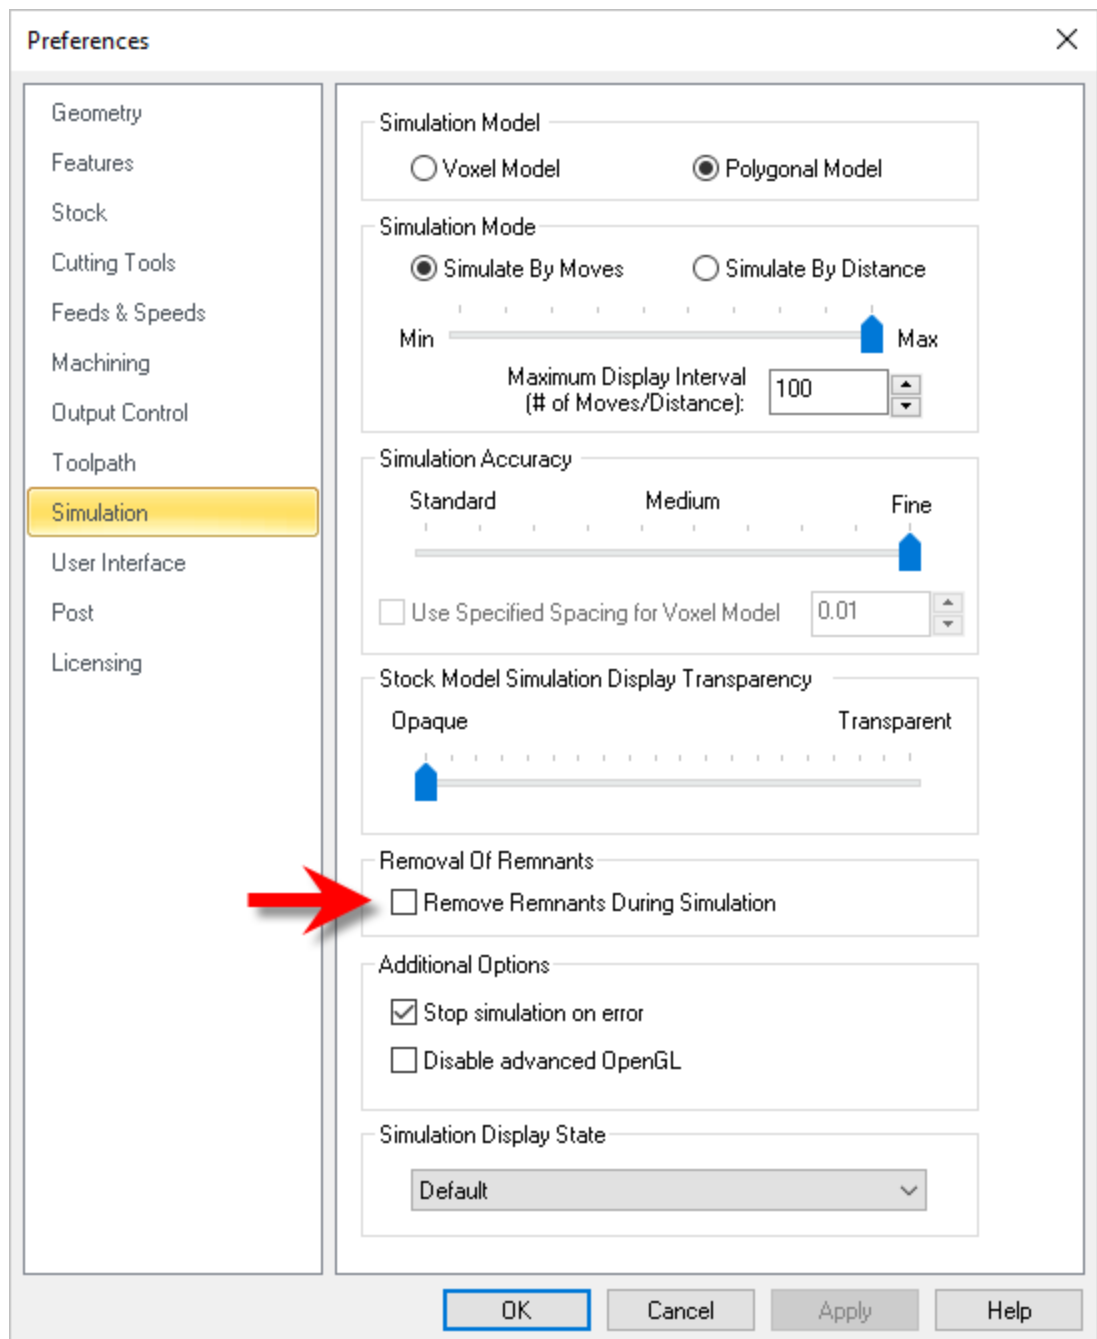 Preferences
Geometry
Features
Stock
Cutting Tools
Feeds & Speeds
Machining
Output Control
Toolpath
Simulation
User Interface
Post
Licensing
Simulation Model
Voxel Model
Polygonal Model
Simulation Mode
Simulate By Moves
Simulate By Distance
Min
Max
Maximum Display Interval
(# of Moves/Distance):
100
Simulation Accuracy
Standard
Medium
Fine
Use Specified Spacing for Voxel Model
0.01
Stock Model Simulation Display Transparency
Opaque
Transparent
Removal Of Remnants
Remove Remnants During Simulation
Additional Options
Stop simulation on error
Disable advanced OpenGL
Simulation Display State
Default
OK
Cancel
Apply
Help